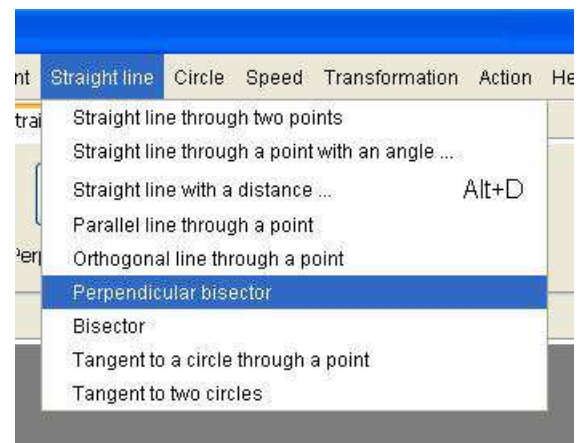 Straight line Circle Speed Transformation Action
Straight line through two points
Straight line through a point with an angle ...
Straight line with a distance ... Alt+D
Parallel line through a point
Orthogonal line through a point
Perpendicular bisector
Bisector
Tangent to a circle through a point
Tangent to two circles